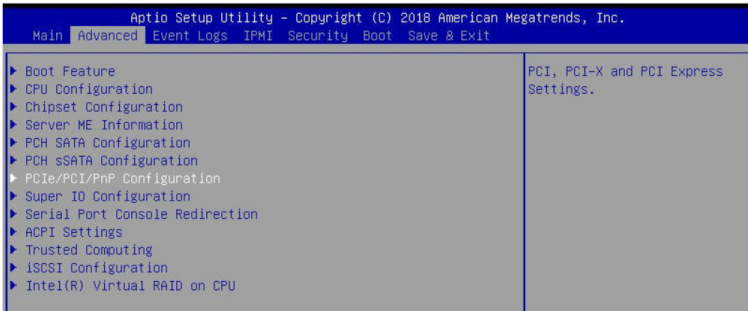 Aptio Setup Utility – Copyright (C) 2018 American Megatrends, Inc.
Main Advanced Event Logs IPMI Security Boot Save & Exit
Boot Feature
CPU Configuration
Chipset Configuration
Server ME Information
PCH SATA Configuration
PCH sSATA Configuration
PCIe/PCI/PnP Configuration
Super IO Configuration
Serial Port Console Redirection
ACPI Settings
Trusted Computing
iSCSI Configuration
Intel(R) Virtual RAID on CPU
PCI, PCI-X and PCI Express
Settings.